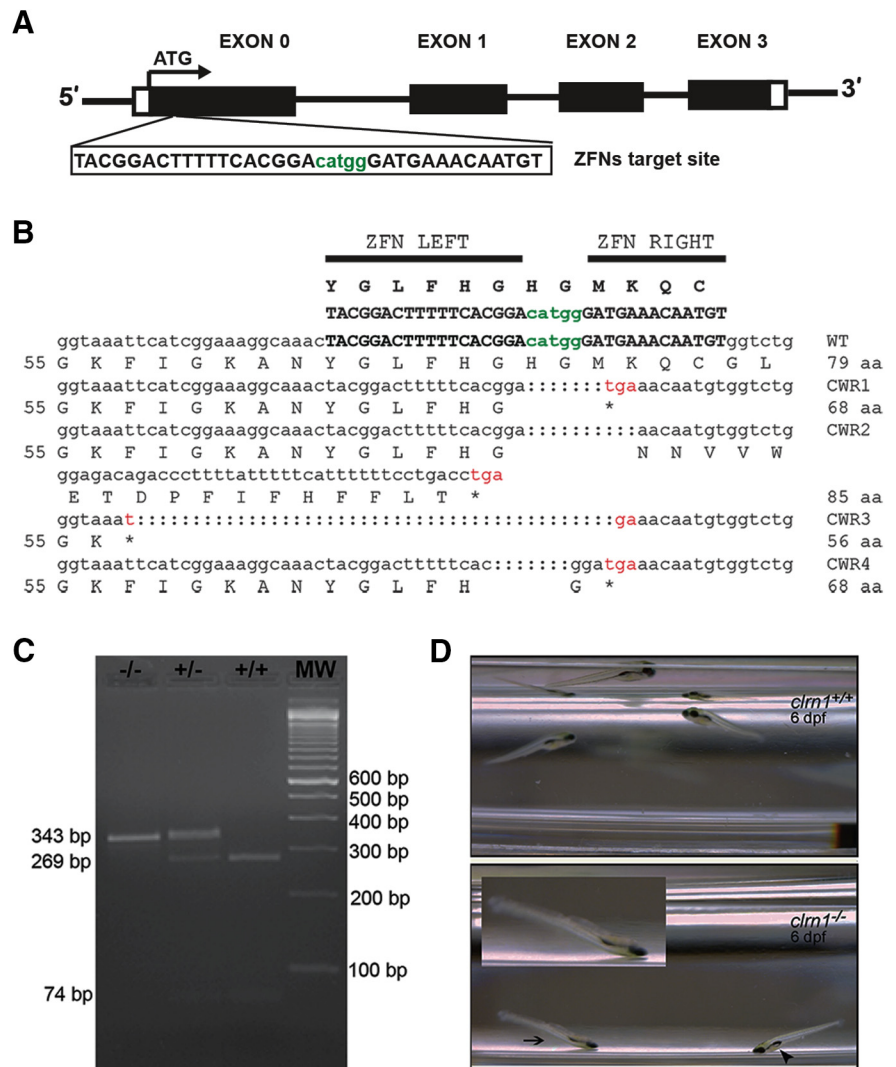 A
EXON 0 EXON 1 EXON 2 EXON 3
ATG
5′ 3′
TACGGACTTTTTCACGGAcatggGATGAAACAATGT ZFNs target site
B
ZFN LEFT ZFN RIGHT
Y G L F H G H G M K Q C
TACGGACTTTTTCACGGAcatggGATGAAACAATGT
ggtaaattcatcggaaaggcaaacTACGGACTTTTTCACGGAcatggGATGAAACAATGTggtctg WT
55 G K F I G K A N Y G L F H G H G M K Q C G L 79 aa
ggtaaattcatcggaaaggcaaactacggactttttcacgga:::::::tgaaacaatgtggtctg CWR1
55 G K F I G K A N Y G L F H G * 68 aa
ggtaaattcatcggaaaggcaaactacggactttttcacgga::::::::::aacaatgtggtctg CWR2
55 G K F I G K A N Y G L F H G N N V V W
ggagacagacccttttatttttcattttttcctgacctga
E T D P F I F H F F L T * 85 aa
ggtaaat:::::::::::::::::::::::::::::::::::::::::::gaaacaatgtggtctg CWR3
55 G K * 56 aa
ggtaaattcatcggaaaggcaaactacggactttttcac:::::::ggatgaaacaatgtggtctg CWR4
55 G K F I G K A N Y G L F H G * 68 aa
C
-/- +/- +/+ MW
600 bp
500 bp
400 bp
343 bp
300 bp
269 bp
200 bp
100 bp
74 bp
D
clrn1+/+
6 dpf
clrn1-/-
6 dpf